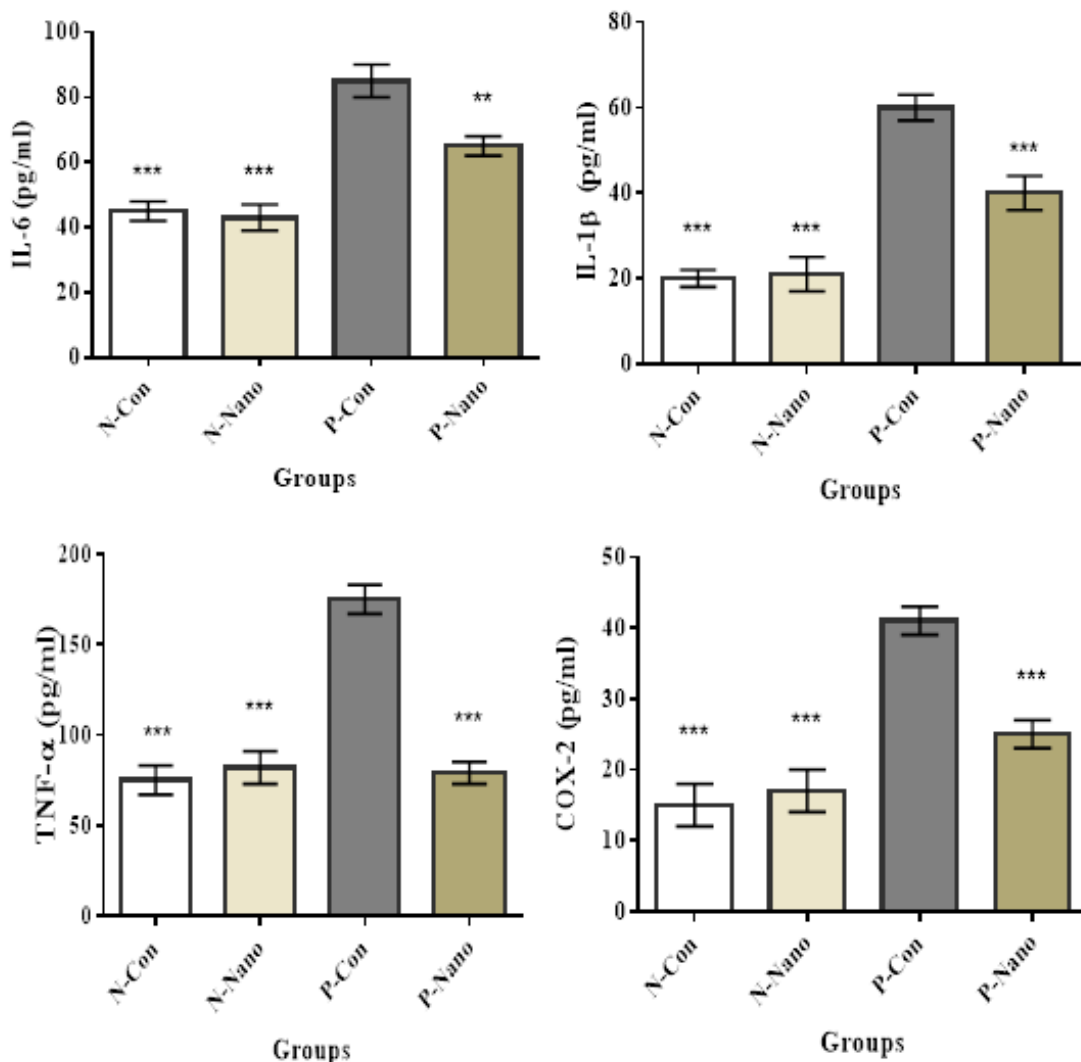 IL-6 (pg/ml)
100
80
60
40
20
0
***
***
**
N-Con
N-Nano
P-Con
P-Nano
Groups
IL-1β (pg/ml)
80
60
40
20
0
***
***
***
N-Con
N-Nano
P-Con
P-Nano
Groups
TNF-α (pg/ml)
200
150
100
50
0
***
***
***
N-Con
N-Nano
P-Con
P-Nano
Groups
COX-2 (pg/ml)
50
40
30
20
10
0
***
***
***
N-Con
N-Nano
P-Con
P-Nano
Groups